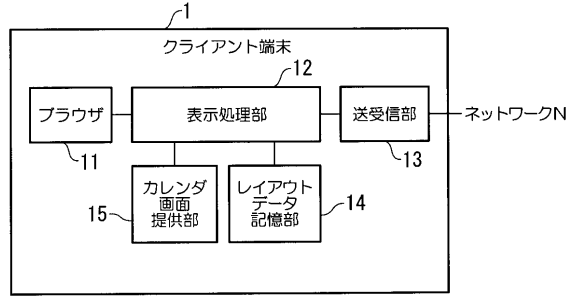 1
クライアント端末
12
ブラウザ
表示処理部
送受信部
ネットワークN
11
13
カレンダ
画面
提供部
レイアウト
データ
記憶部
15
14